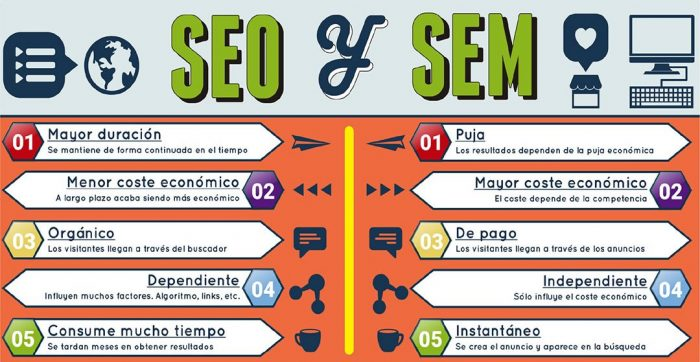 SEO y SEM
01 Mayor duración
Se mantiene de forma continuada en el tiempo
Menor coste económico 02
A largo plazo acaba siendo más económico
03 Orgánico
Los visitantes llegan a través del buscador
Dependiente 04
Influyen muchos factores. Algoritmo, links, etc.
05 Consume mucho tiempo
Se tardan meses en obtener resultados
01 Puja
Los resultados dependen de la puja económica
Mayor coste económico 02
El coste depende de la competencia
03 De pago
Los visitantes llegan a través de los anuncios
Independiente 04
Sólo influye el coste económico
05 Instantáneo
Se crea el anuncio y aparece en la búsqueda